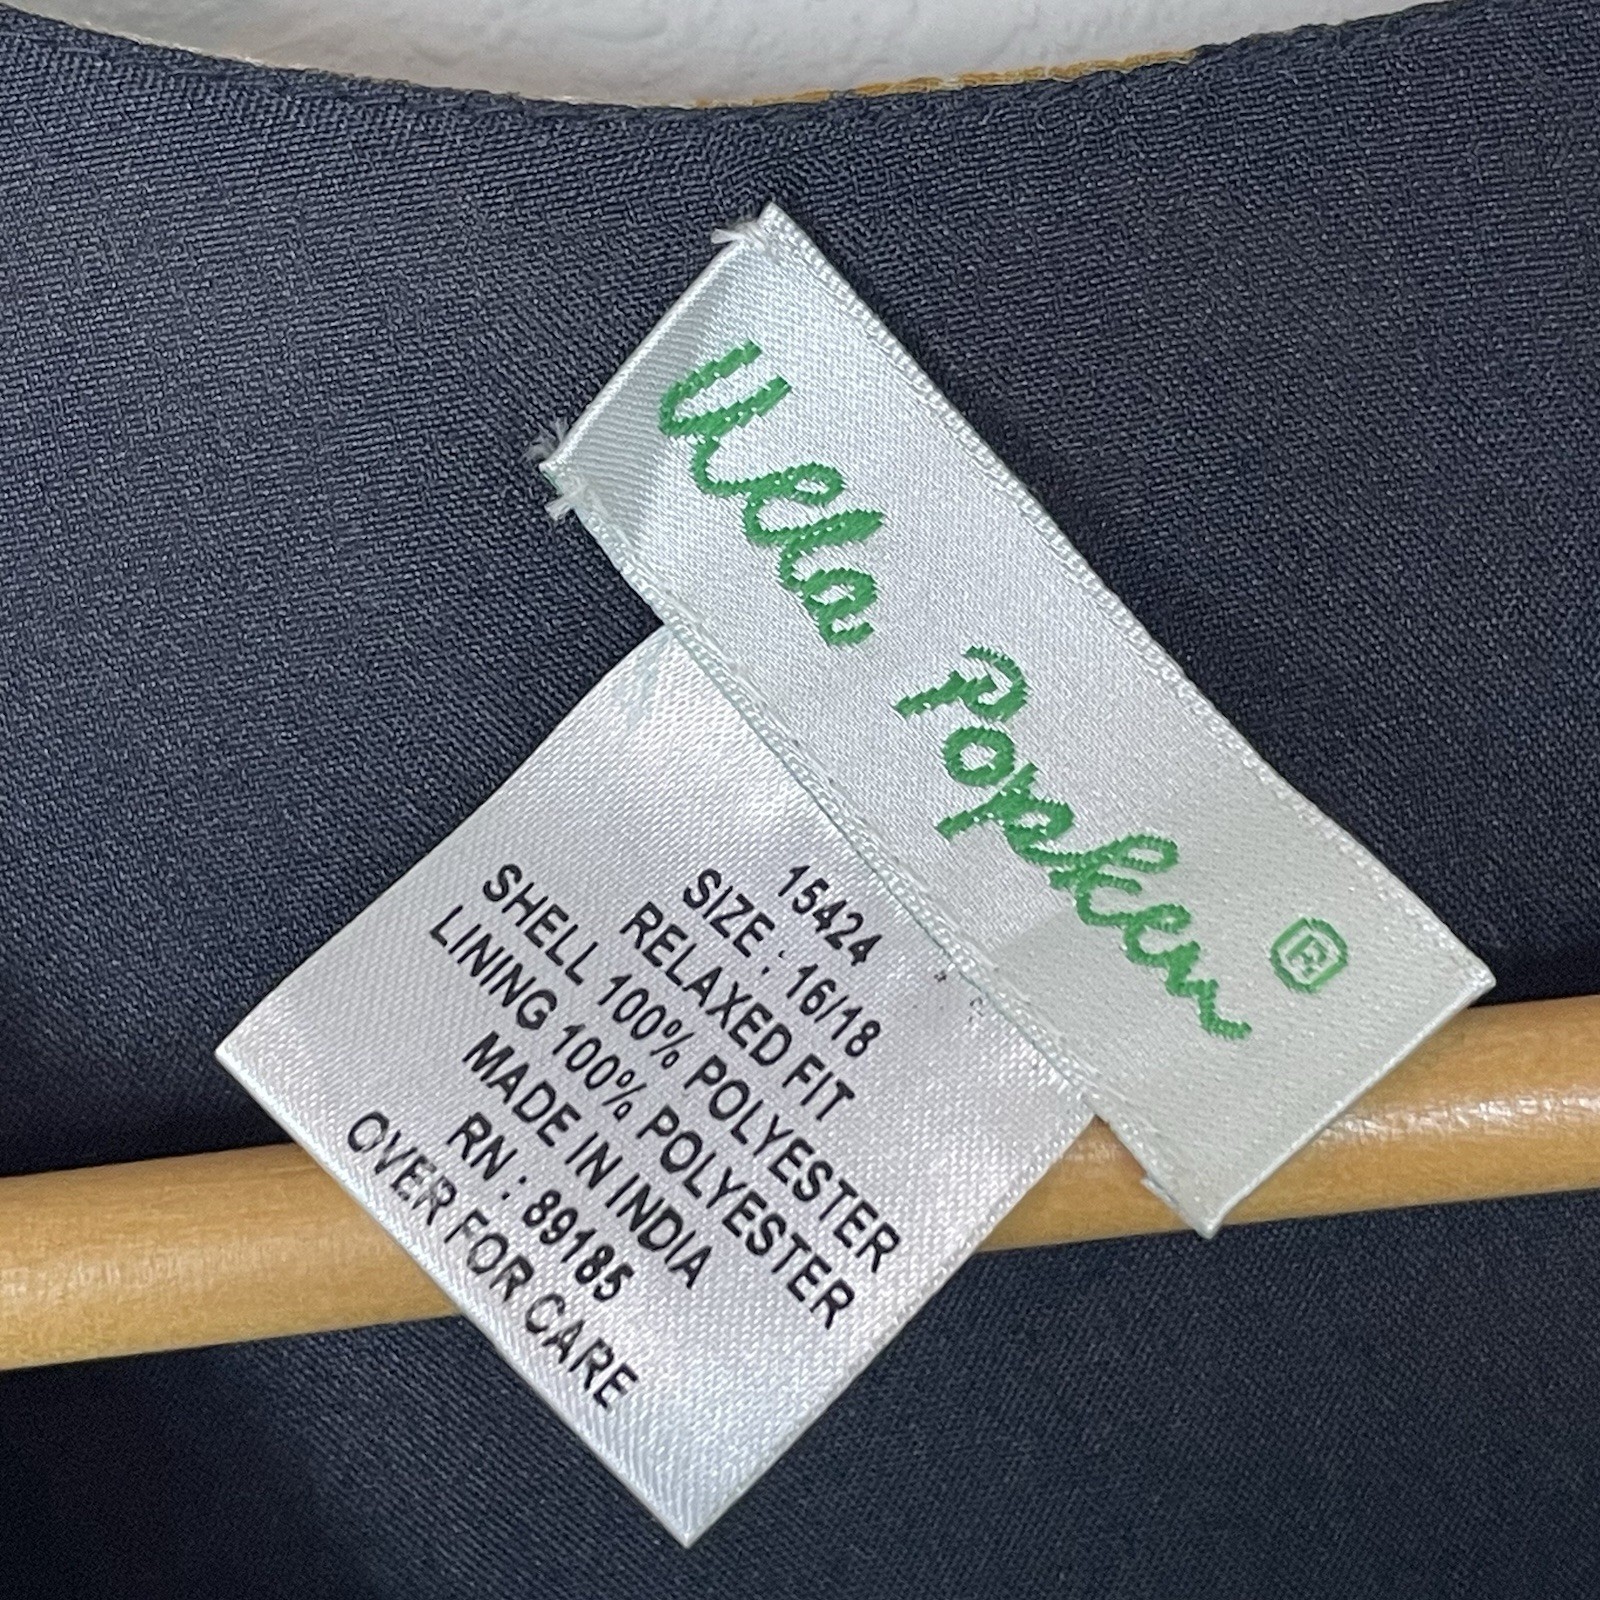 Ulla Popken ®
15424
SIZE : 16/18
RELAXED FIT
SHELL 100% POLYESTER
LINING 100% POLYESTER
MADE IN INDIA
RN : 89185
OVER FOR CARE